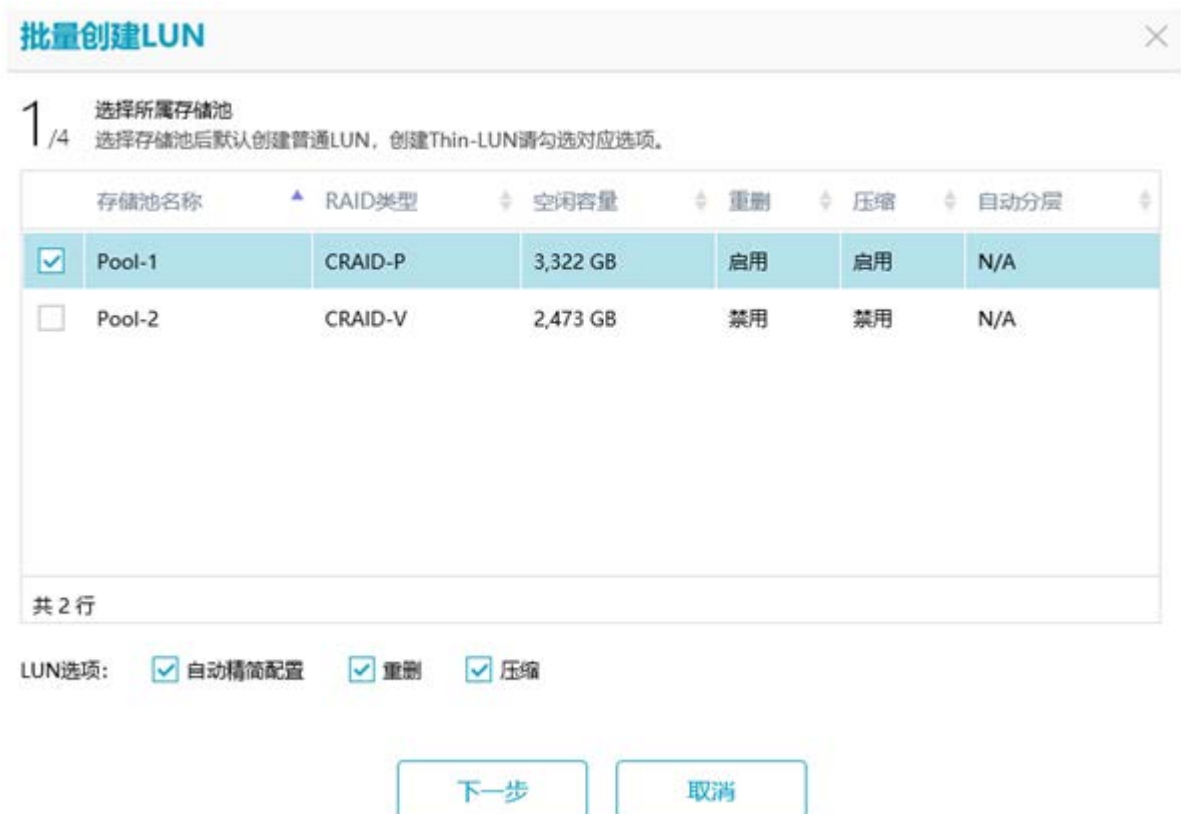 批量创建LUN
1/4 选择所属存储池
选择存储池后默认创建普通LUN，创建Thin-LUN请勾选对应选项。
存储池名称 RAID类型 空闲容量 重删 压缩 自动分层
Pool-1 CRAID-P 3,322 GB 启用 启用 N/A
Pool-2 CRAID-V 2,473 GB 禁用 禁用 N/A
共 2 行
LUN选项: 自动精简配置 重删 压缩
下一步 取消